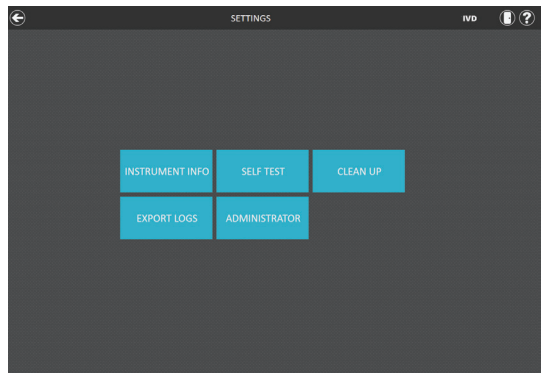 SETTINGS IVD ?
INSTRUMENT INFO SELF TEST CLEAN UP
EXPORT LOGS ADMINISTRATOR